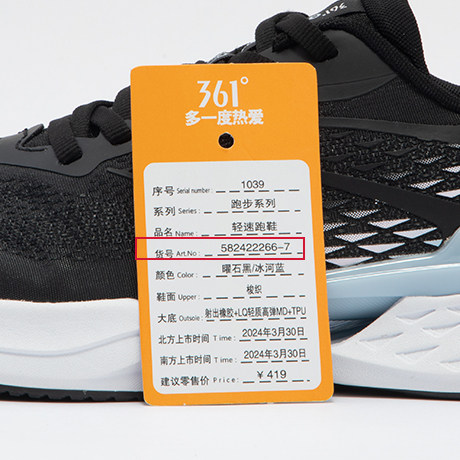 361°
361°
多一度热爱
序号 Serial number: 1039
系列 Series: 跑步系列
品名 Name: 轻速跑鞋
货号 Art.No: 582422266-7
颜色 Color: 曜石黑/冰河蓝
鞋面 Upper: 梭织
大底 Outsole: 射出橡胶+LQ轻质高弹MD+TPU
北方上市时间 Time: 2024年3月30日
南方上市时间 Time: 2024年3月30日
建议零售价 Price: ¥ 419